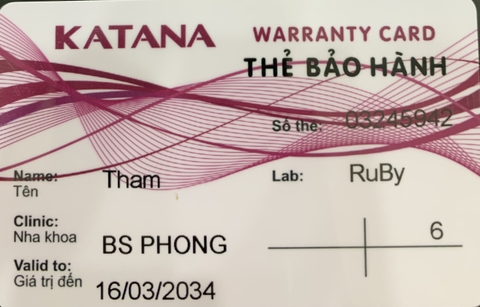 KATANA WARRANTY CARD
THẺ BẢO HÀNH
Số thẻ: 03245942
Name: Tham Lab: RuBy
Tên
Clinic:
Nha khoa BS PHONG 6
Valid to:
Giá trị đến 16/03/2034